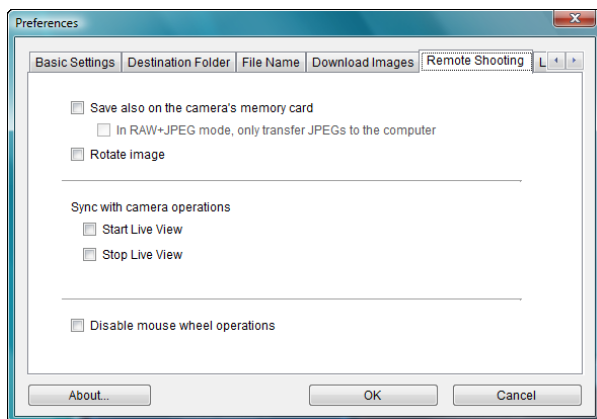 Preferences
Basic Settings Destination Folder File Name Download Images Remote Shooting L
Save also on the camera's memory card
In RAW+JPEG mode, only transfer JPEGs to the computer
Rotate image
Sync with camera operations
Start Live View
Stop Live View
Disable mouse wheel operations
About... OK Cancel